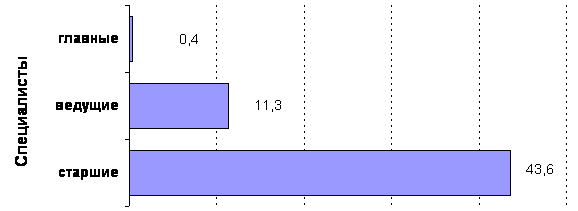 Специалисты
главные 0,4
ведущие 11,3
старшие 43,6